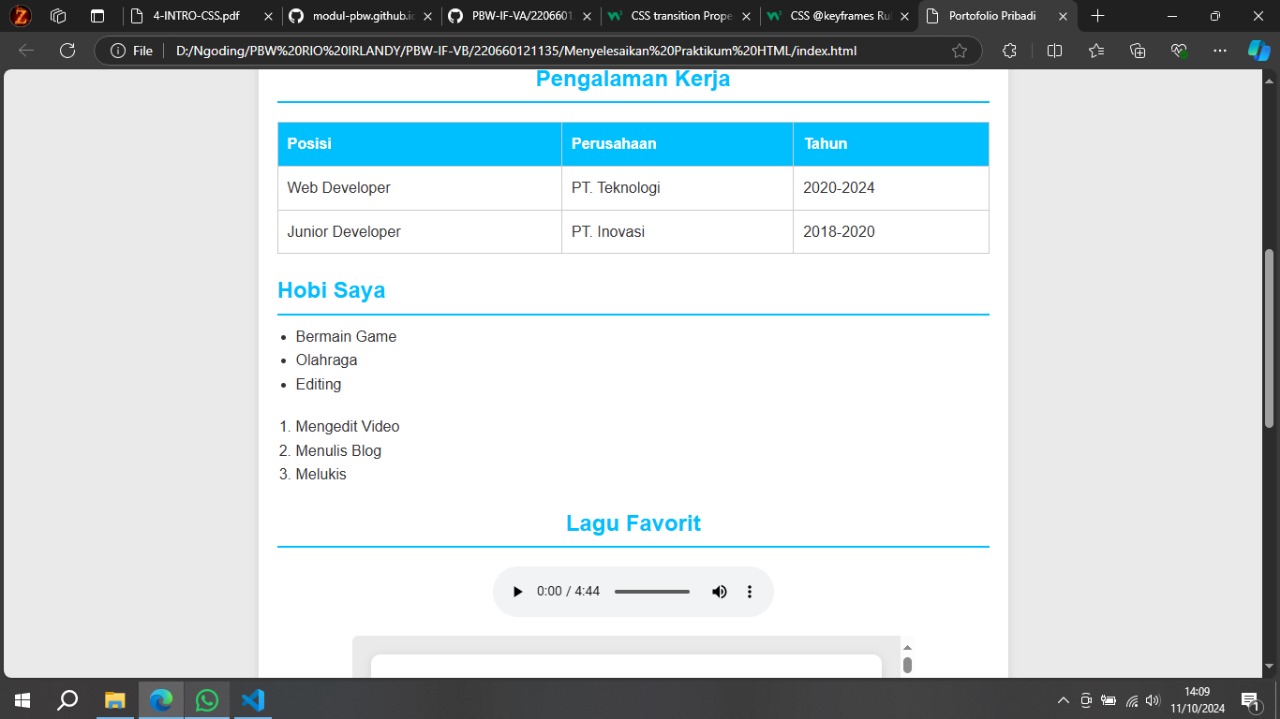 4-INTRO-CSS.pdf
modul-pbw.github.io
PBW-IF-VA/2206601
CSS transition Prope
CSS @keyframes Ru
Portofolio Pribadi
File
D:/Ngoding/PBW%20RIO%20IRLANDY/PBW-IF-VB/220660121135/Menyelesaikan%20Praktikum%20HTML/index.html
Pengalaman Kerja
Posisi Perusahaan Tahun
Web Developer PT. Teknologi 2020-2024
Junior Developer PT. Inovasi 2018-2020
Hobi Saya
• Bermain Game
• Olahraga
• Editing
1. Mengedit Video
2. Menulis Blog
3. Melukis
Lagu Favorit
0:00 / 4:44
14:09
11/10/2024
1